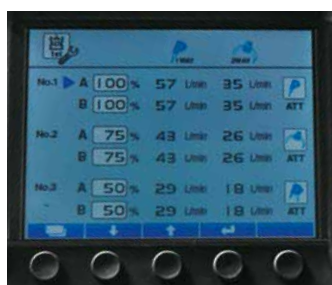 No.1 A 100 % 57 L/min 35 L/min
B 100 % 57 L/min 35 L/min ATT
No.2 A 75 % 43 L/min 26 L/min
B 75 % 43 L/min 26 L/min ATT
No.3 A 50 % 29 L/min 18 L/min
B 50 % 29 L/min 18 L/min ATT